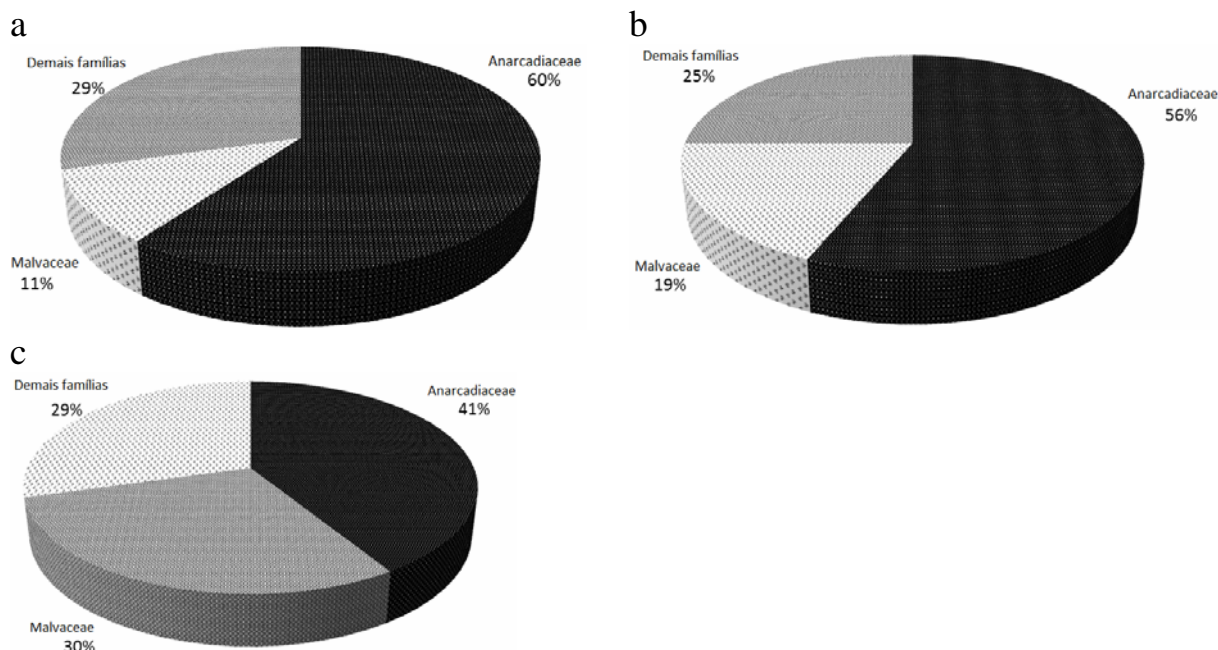 a
Demais famílias
29%
Anarcadiaceae
60%
Malvaceae
11%
b
Demais famílias
25%
Anarcadiaceae
56%
Malvaceae
19%
c
Demais famílias
29%
Anarcadiaceae
41%
Malvaceae
30%